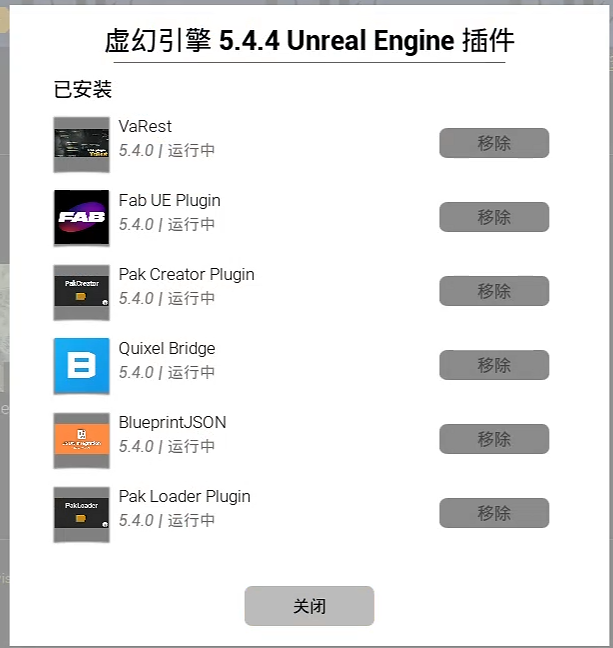 虚幻引擎 5.4.4 Unreal Engine 插件
已安装
VaRest
5.4.0 | 运行中
移除
FAB
Fab UE Plugin
5.4.0 | 运行中
移除
PakCreator
Pak Creator Plugin
5.4.0 | 运行中
移除
B
Quixel Bridge
5.4.0 | 运行中
移除
BlueprintJSON
5.4.0 | 运行中
移除
PakLoader
Pak Loader Plugin
5.4.0 | 运行中
移除
关闭